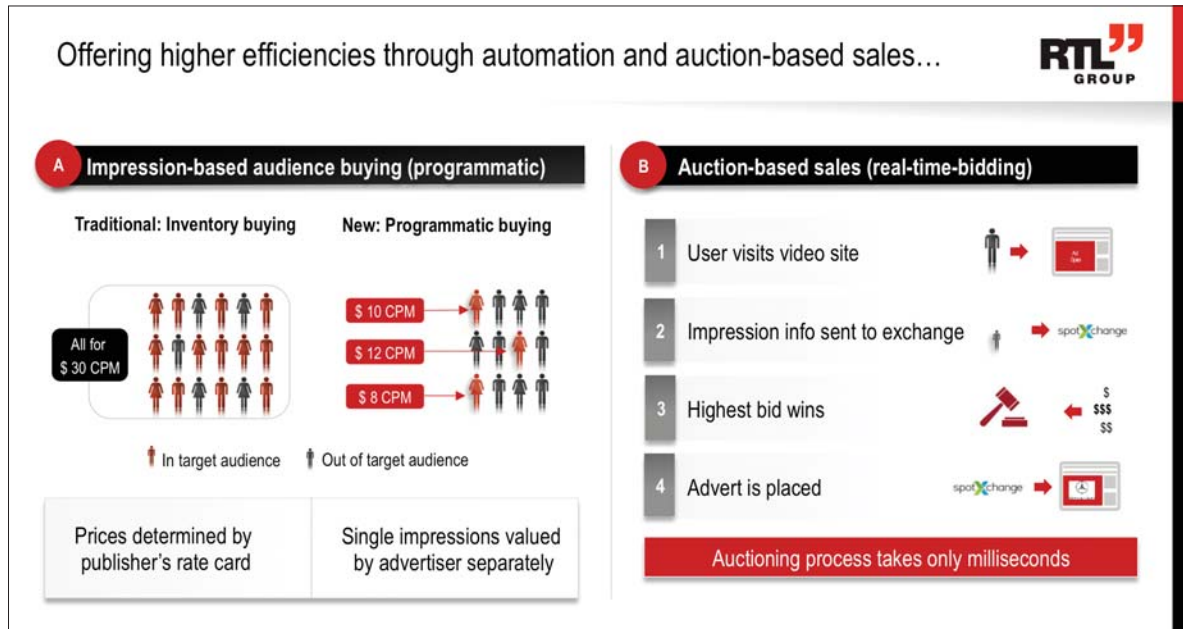 Offering higher efficiencies through automation and auction-based sales…
RTL
GROUP
A
Impression-based audience buying (programmatic)
Traditional: Inventory buying
New: Programmatic buying
All for
$ 30 CPM
$ 10 CPM
$ 12 CPM
$ 8 CPM
In target audience
Out of target audience
Prices determined by
publisher's rate card
Single impressions valued
by advertiser separately
B
Auction-based sales (real-time-bidding)
1
User visits video site
Ad
2
Impression info sent to exchange
spotXchange
3
Highest bid wins
$
$$$
$$
4
Advert is placed
spotXchange
Auctioning process takes only milliseconds